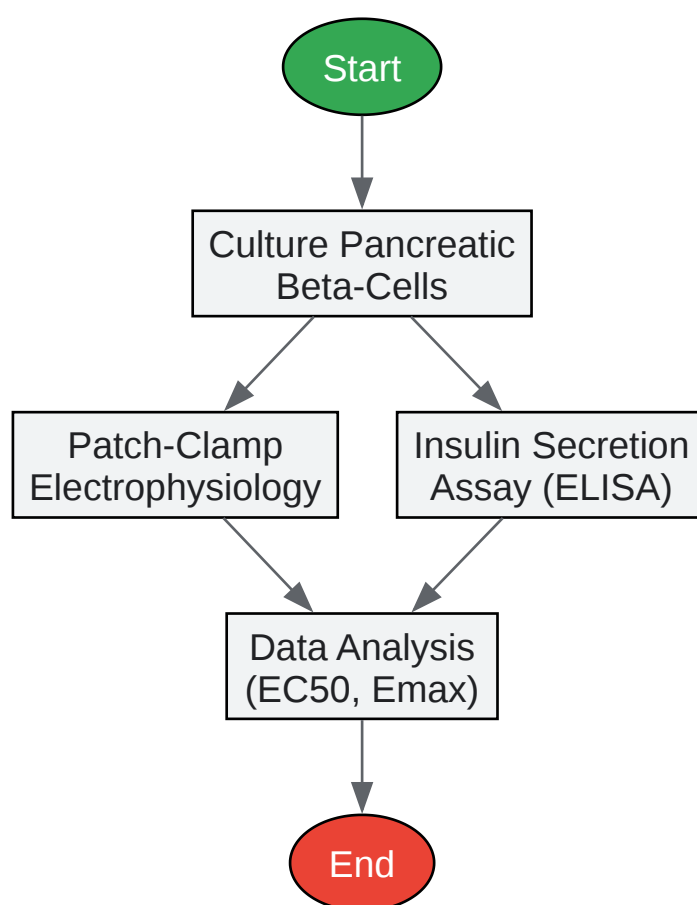 Start
Culture Pancreatic
Beta-Cells
Patch-Clamp
Electrophysiology
Insulin Secretion
Assay (ELISA)
Data Analysis
(EC50, Emax)
End